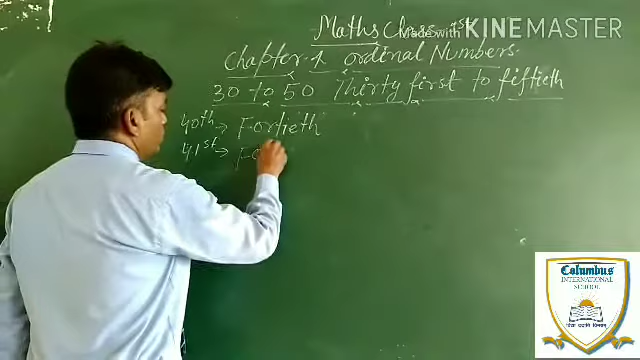 Maths Class 1st
Made with KINEMASTER
Chapter-1 ordinal Numbers.
30 to 50 Thirty first to fiftieth
40th → Fortieth
41st → Fo
Columbus
INTERNATIONAL
SCHOOL